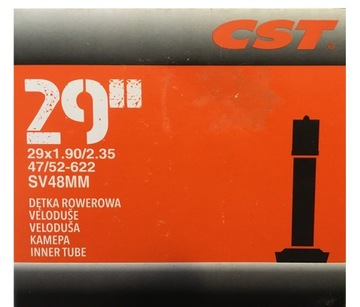 CST
29"
29x1.90/2.35
47/52-622
SV48MM
DĘTKA ROWEROWA
VELODUŠE
VELODUŠA
KAMEPA
INNER TUBE